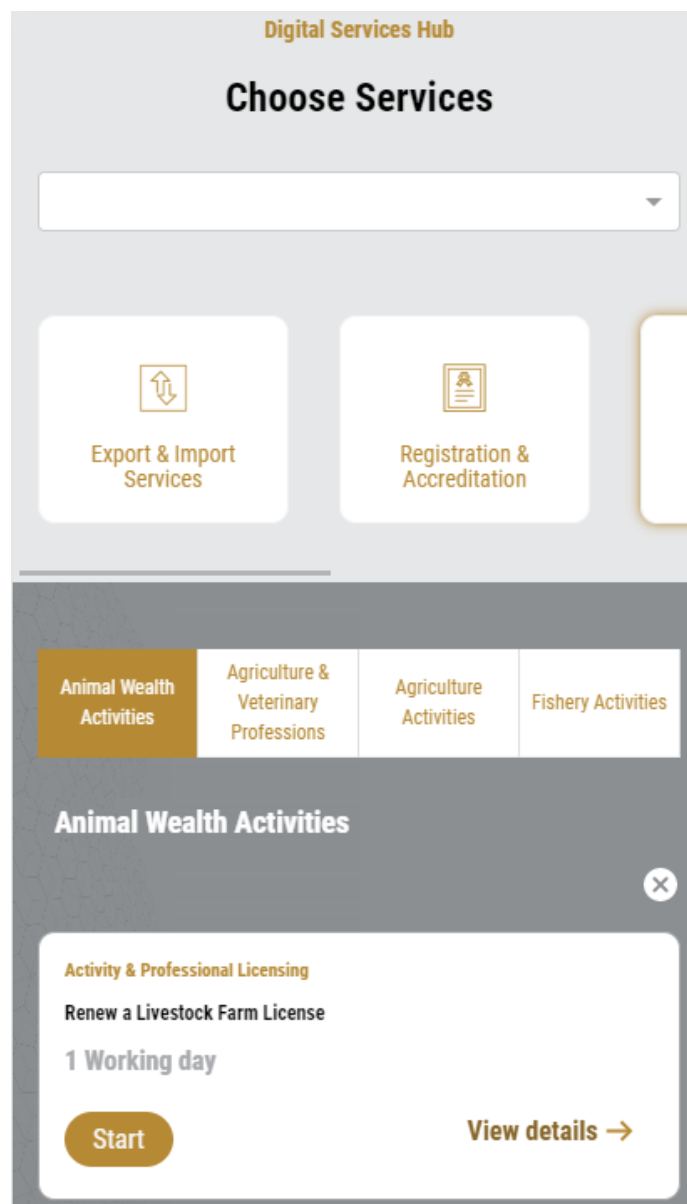 Digital Services Hub
Choose Services
Export & Import
Services
Registration &
Accreditation
Animal Wealth
Activities
Agriculture &
Veterinary
Professions
Agriculture
Activities
Fishery Activities
Animal Wealth Activities
Activity & Professional Licensing
Renew a Livestock Farm License
1 Working day
Start
View details